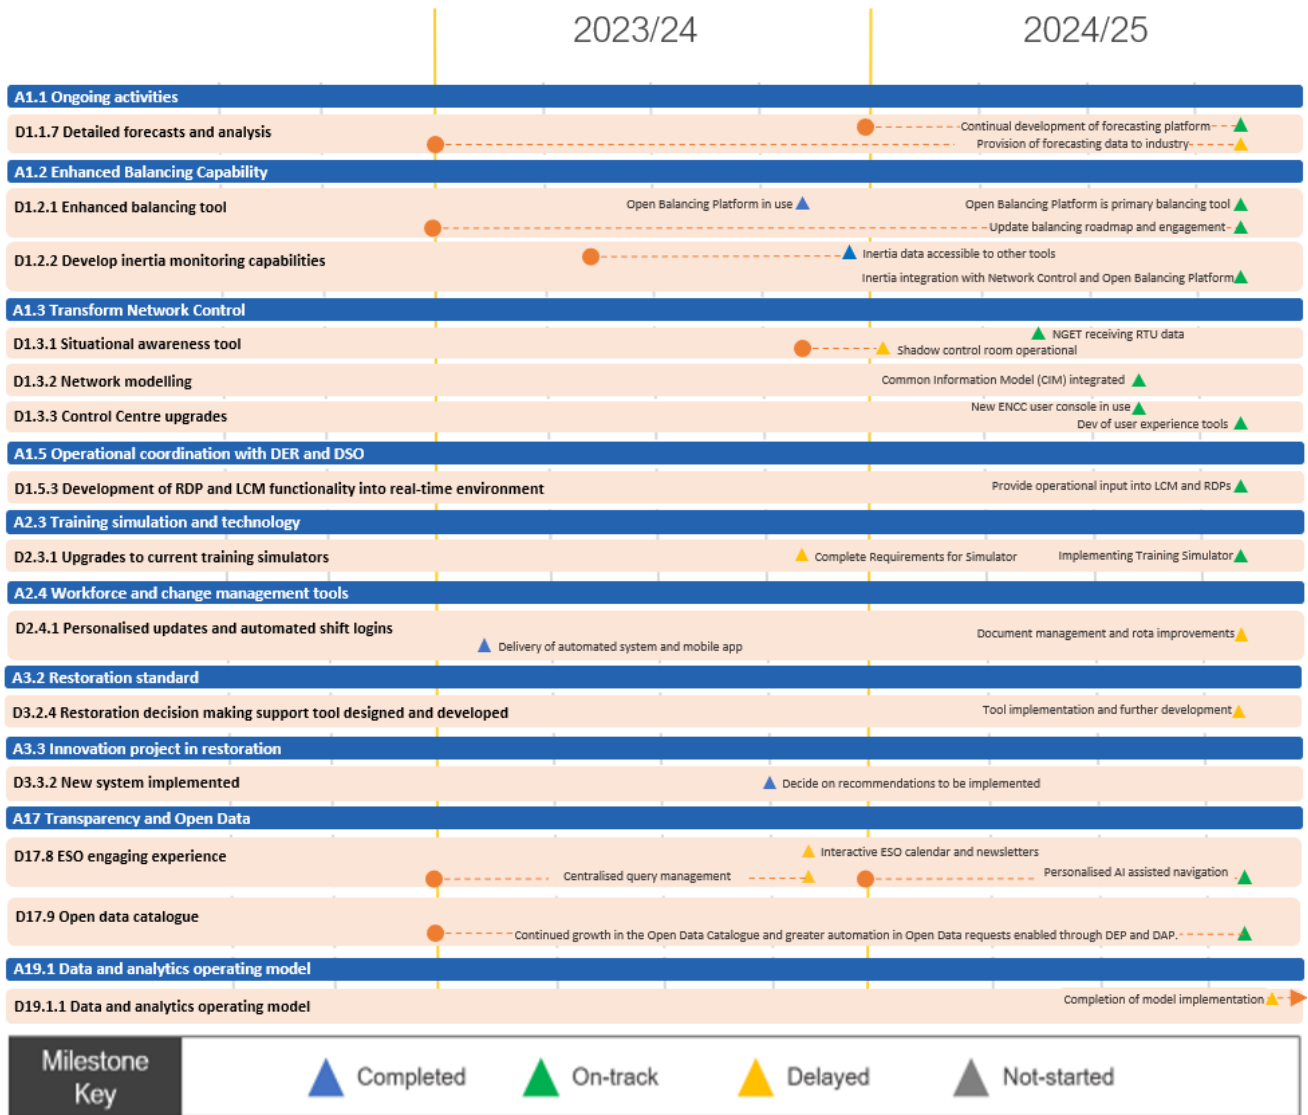 2023/24
2024/25
A1.1 Ongoing activities
D1.1.7 Detailed forecasts and analysis
Continual development of forecasting platform
Provision of forecasting data to industry
A1.2 Enhanced Balancing Capability
D1.2.1 Enhanced balancing tool
Open Balancing Platform in use
Open Balancing Platform is primary balancing tool
Update balancing roadmap and engagement
D1.2.2 Develop inertia monitoring capabilities
Inertia data accessible to other tools
Inertia integration with Network Control and Open Balancing Platform
A1.3 Transform Network Control
D1.3.1 Situational awareness tool
NGET receiving RTU data
Shadow control room operational
D1.3.2 Network modelling
Common Information Model (CIM) integrated
D1.3.3 Control Centre upgrades
New ENCC user console in use
Dev of user experience tools
A1.5 Operational coordination with DER and DSO
D1.5.3 Development of RDP and LCM functionality into real-time environment
Provide operational input into LCM and RDPs
A2.3 Training simulation and technology
D2.3.1 Upgrades to current training simulators
Complete Requirements for Simulator
Implementing Training Simulator
A2.4 Workforce and change management tools
D2.4.1 Personalised updates and automated shift logins
Delivery of automated system and mobile app
Document management and rota improvements
A3.2 Restoration standard
D3.2.4 Restoration decision making support tool designed and developed
Tool implementation and further development
A3.3 Innovation project in restoration
D3.3.2 New system implemented
Decide on recommendations to be implemented
A17 Transparency and Open Data
D17.8 ESO engaging experience
Interactive ESO calendar and newsletters
Centralised query management
Personalised AI assisted navigation
D17.9 Open data catalogue
Continued growth in the Open Data Catalogue and greater automation in Open Data requests enabled through DEP and DAP.
A19.1 Data and analytics operating model
D19.1.1 Data and analytics operating model
Completion of model implementation
Milestone
Key
Completed
On-track
Delayed
Not-started